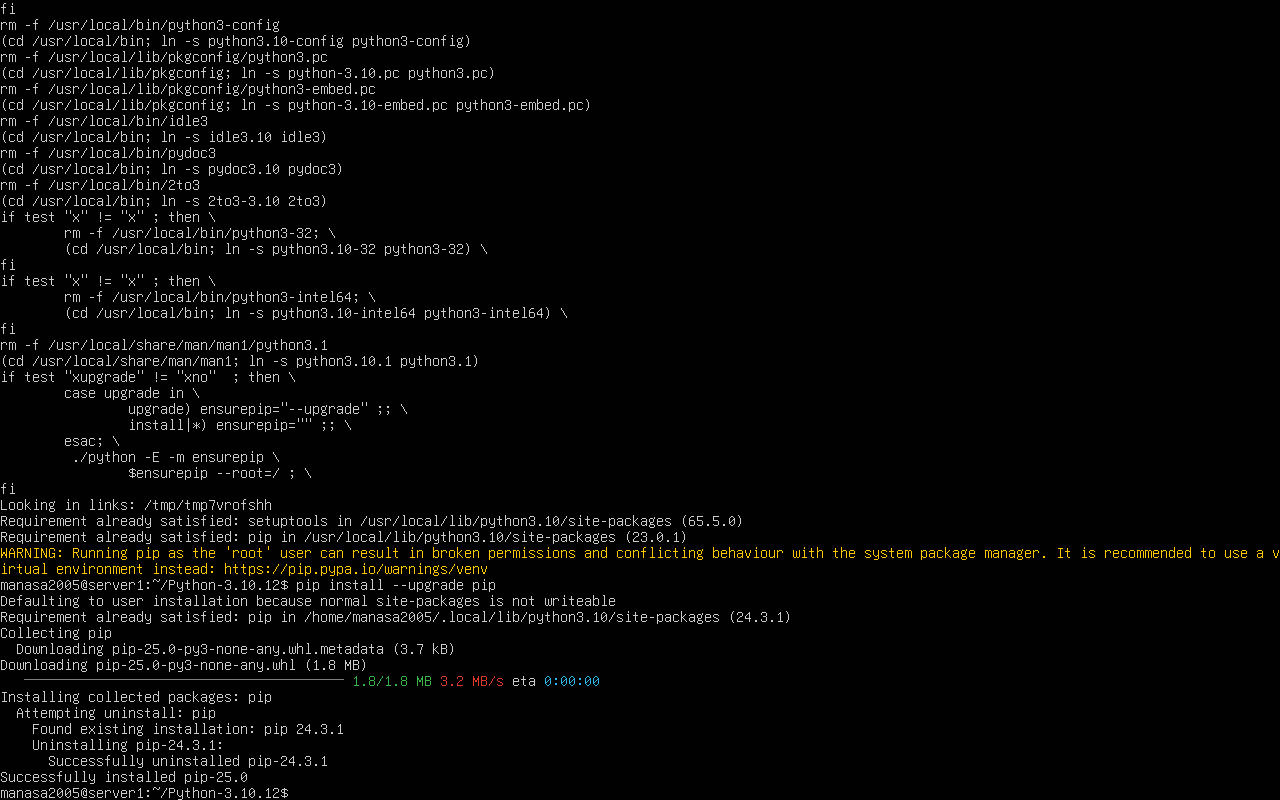 fi
rm -f /usr/local/bin/python3-config
(cd /usr/local/bin; ln -s python3.10-config python3-config)
rm -f /usr/local/lib/pkgconfig/python3.pc
(cd /usr/local/lib/pkgconfig; ln -s python-3.10.pc python3.pc)
rm -f /usr/local/lib/pkgconfig/python3-embed.pc
(cd /usr/local/lib/pkgconfig; ln -s python-3.10-embed.pc python3-embed.pc)
rm -f /usr/local/bin/idle3
(cd /usr/local/bin; ln -s idle3.10 idle3)
rm -f /usr/local/bin/pydoc3
(cd /usr/local/bin; ln -s pydoc3.10 pydoc3)
rm -f /usr/local/bin/2to3
(cd /usr/local/bin; ln -s 2to3-3.10 2to3)
if test "x" != "x" ; then \
        rm -f /usr/local/bin/python3-32; \
        (cd /usr/local/bin; ln -s python3.10-32 python3-32) \
fi
if test "x" != "x" ; then \
        rm -f /usr/local/bin/python3-intel64; \
        (cd /usr/local/bin; ln -s python3.10-intel64 python3-intel64) \
fi
rm -f /usr/local/share/man/man1/python3.1
(cd /usr/local/share/man/man1; ln -s python3.10.1 python3.1)
if test "xupgrade" != "xno"  ; then \
        case upgrade in \
                upgrade) ensurepip="--upgrade" ;; \
                install|*) ensurepip="" ;; \
        esac; \
         ./python -E -m ensurepip \
                $ensurepip --root=/ ; \
fi
Looking in links: /tmp/tmp7vrofshh
Requirement already satisfied: setuptools in /usr/local/lib/python3.10/site-packages (65.5.0)
Requirement already satisfied: pip in /usr/local/lib/python3.10/site-packages (23.0.1)
WARNING: Running pip as the 'root' user can result in broken permissions and conflicting behaviour with the system package manager. It is recommended to use a v
irtual environment instead: https://pip.pypa.io/warnings/venv
manasa2005@server1:~/Python-3.10.12$ pip install --upgrade pip
Defaulting to user installation because normal site-packages is not writeable
Requirement already satisfied: pip in /home/manasa2005/.local/lib/python3.10/site-packages (24.3.1)
Collecting pip
  Downloading pip-25.0-py3-none-any.whl.metadata (3.7 kB)
Downloading pip-25.0-py3-none-any.whl (1.8 MB)
   ──────────────────────────────────────── 1.8/1.8 MB 3.2 MB/s eta 0:00:00
Installing collected packages: pip
  Attempting uninstall: pip
    Found existing installation: pip 24.3.1
    Uninstalling pip-24.3.1:
      Successfully uninstalled pip-24.3.1
Successfully installed pip-25.0
manasa2005@server1:~/Python-3.10.12$